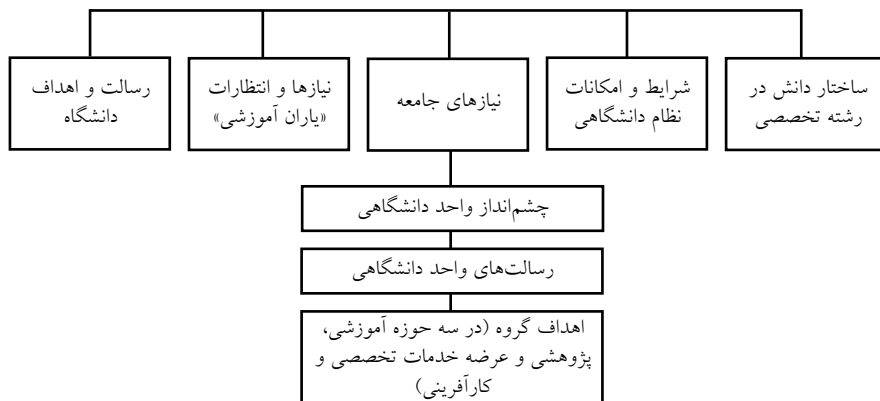 ساختار دانش در
رشته تخصصی
شرایط و امکانات
نظام دانشگاهی
نیازهای جامعه
نیازها و انتظارات
«یاران آموزشی»
رسالت و اهداف
دانشگاه
چشم‌انداز واحد دانشگاهی
رسالت‌های واحد دانشگاهی
اهداف گروه (در سه حوزه آموزشی،
پژوهشی و عرضه خدمات تخصصی و
کارآفرینی)